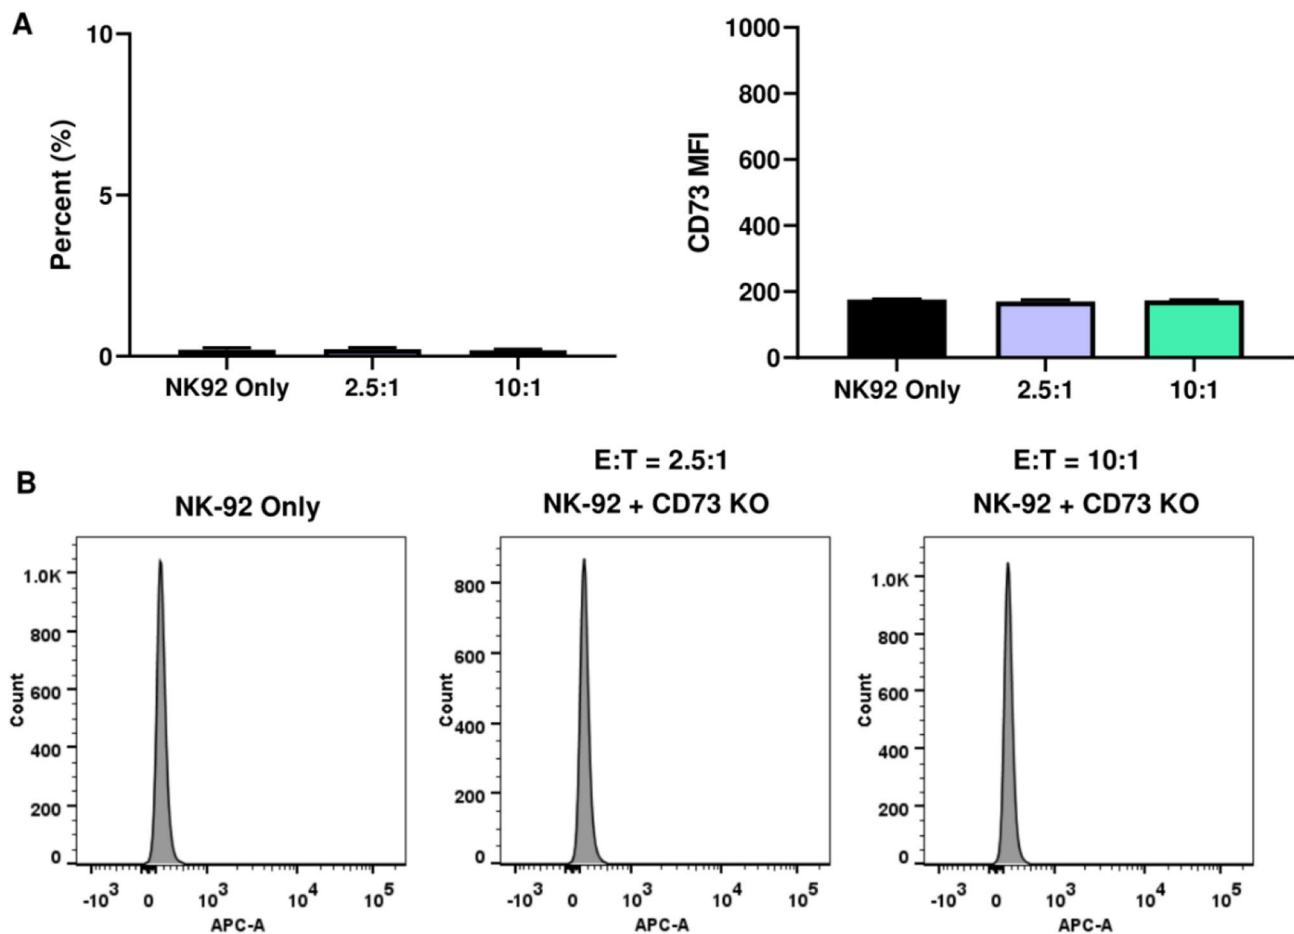 A
10
5
0
Percent (%)
NK92 Only 2.5:1 10:1
1000
800
600
400
200
0
CD73 MFI
NK92 Only 2.5:1 10:1
B
NK-92 Only
1.0K
800
600
400
200
0
Count
-10³ 0 10³ 10⁴ 10⁵
APC-A
E:T = 2.5:1
NK-92 + CD73 KO
800
600
400
200
0
Count
-10³ 0 10³ 10⁴ 10⁵
APC-A
E:T = 10:1
NK-92 + CD73 KO
1.0K
800
600
400
200
0
Count
-10³ 0 10³ 10⁴ 10⁵
APC-A